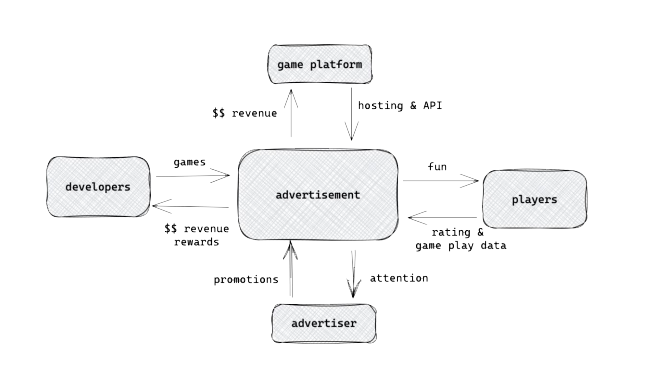 game platform
$$ revenue
hosting & API
games
developers
advertisement
fun
players
$$ revenue
rewards
rating &
game play data
promotions
attention
advertiser